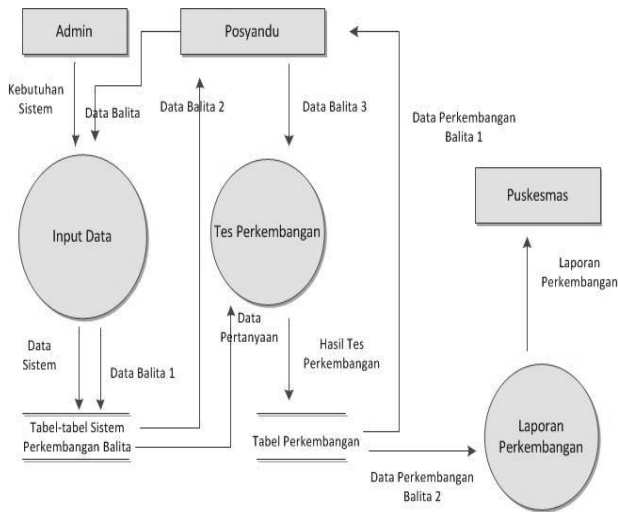 Admin
Posyandu
Kebutuhan
Sistem
Data Balita
Data Balita 2
Data Balita 3
Data Perkembangan
Balita 1
Puskesmas
Input Data
Tes Perkembangan
Laporan
Perkembangan
Data
Pertanyaan
Data
Sistem
Data Balita 1
Hasil Tes
Perkembangan
Tabel-tabel Sistem
Perkembangan Balita
Tabel Perkembangan
Laporan
Perkembangan
Data Perkembangan
Balita 2